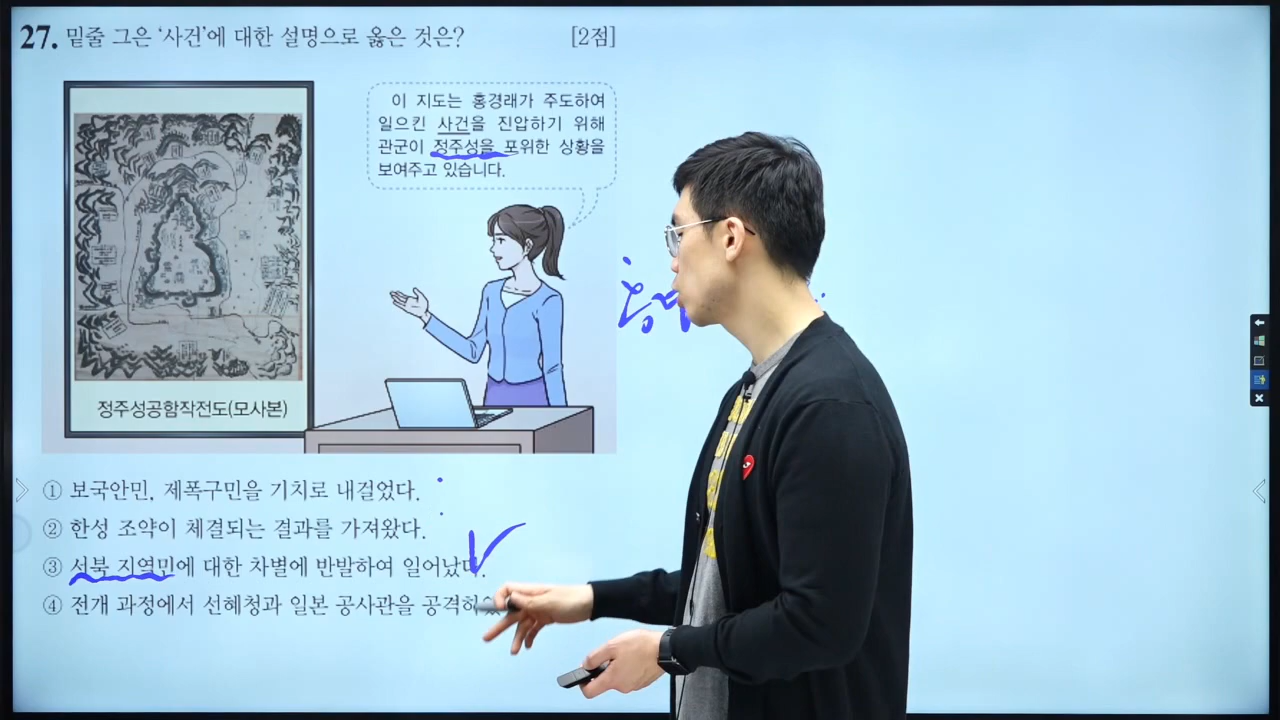 27. 밑줄 그은 '사건'에 대한 설명으로 옳은 것은? [2점]
이 지도는 홍경래가 주도하여
일으킨 사건을 진압하기 위해
관군이 정주성을 포위한 상황을
보여주고 있습니다.
정주성공함작전도(모사본)
① 보국안민, 제폭구민을 기치로 내걸었다.
② 한성 조약이 체결되는 결과를 가져왔다.
③ 서북 지역민에 대한 차별에 반발하여 일어났다.
④ 전개 과정에서 선혜청과 일본 공사관을